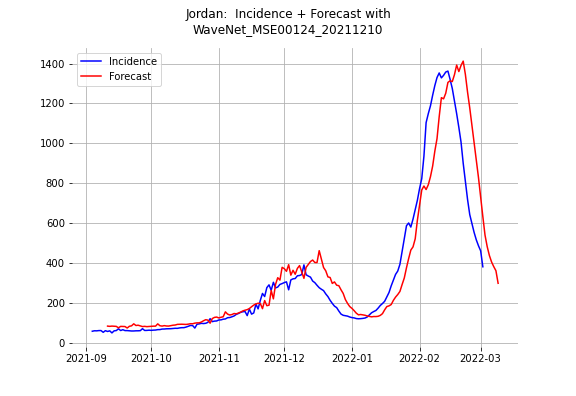 Jordan:  Incidence + Forecast with
WaveNet_MSE00124_20211210
Incidence
Forecast
1400
1200
1000
800
600
400
200
0
2021-09 2021-10 2021-11 2021-12 2022-01 2022-02 2022-03